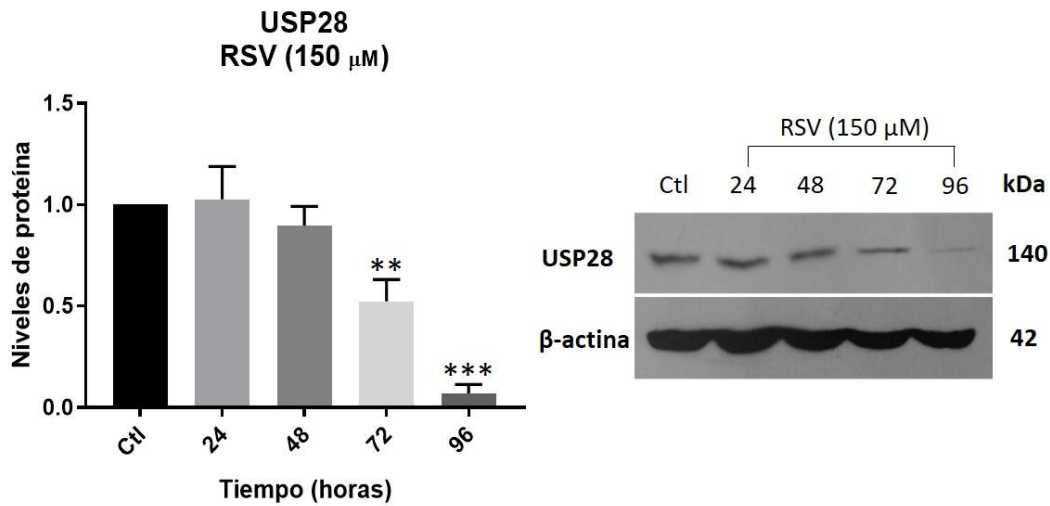 USP28
RSV (150 µM)
Niveles de proteína
1.5
1.0
0.5
0.0
**
***
Ctl
24
48
72
96
Tiempo (horas)
RSV (150 µM)
Ctl 24 48 72 96 kDa
USP28 140
β-actina 42